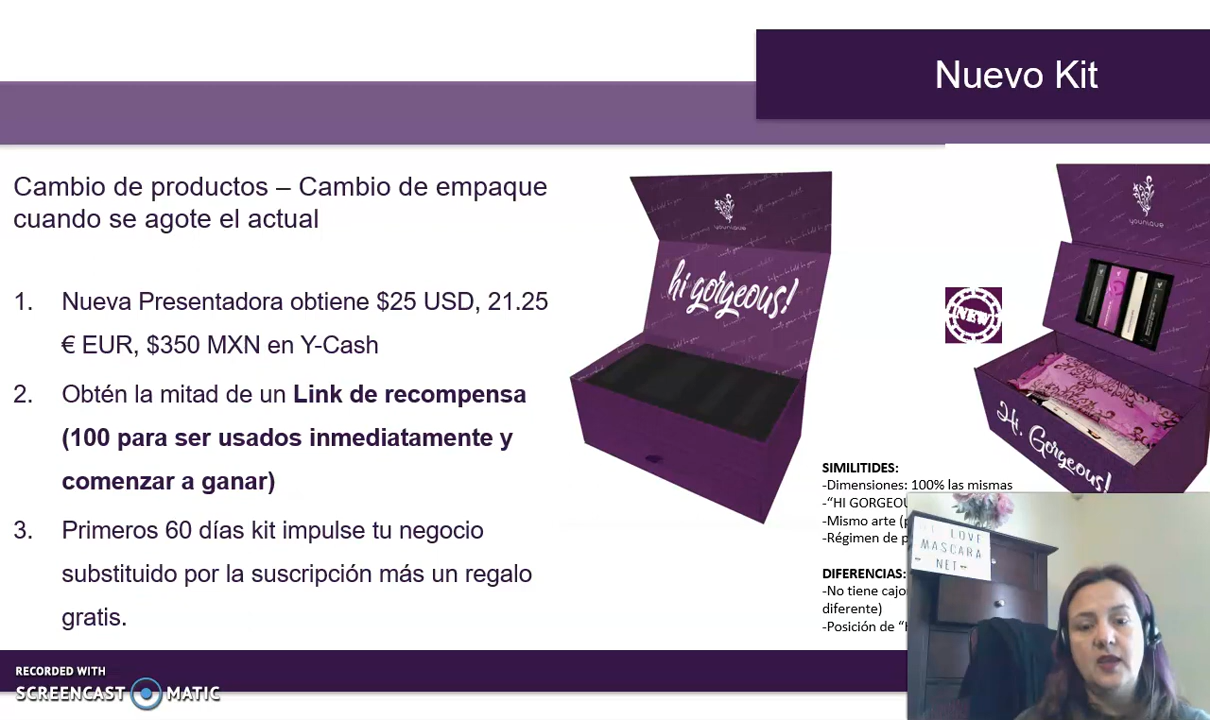 Nuevo Kit
Cambio de productos – Cambio de empaque
cuando se agote el actual
1. Nueva Presentadora obtiene $25 USD, 21.25
€ EUR, $350 MXN en Y-Cash
2. Obtén la mitad de un Link de recompensa
(100 para ser usados inmediatamente y
comenzar a ganar)
3. Primeros 60 días kit impulse tu negocio
substituido por la suscripción más un regalo
gratis.
younique
hi gorgeous!
NEW
younique
Hi, Gorgeous!
SIMILITIDES:
-Dimensiones: 100% las mismas
-“HI GORGEOU
-Mismo arte (p
-Régimen de p
DIFERENCIAS:
-No tiene cajo
diferente)
-Posición de “H
LOVE
MASCARA
NET
RECORDED WITH
SCREENCAST MATIC